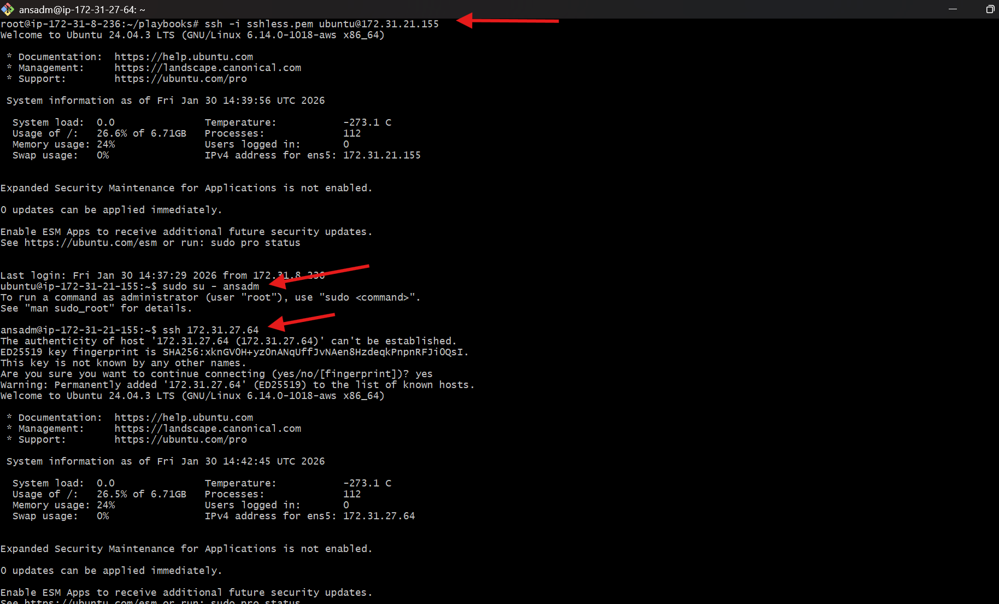 ansadm@ip-172-31-27-64: ~
root@ip-172-31-8-236:~/playbooks# ssh -i sshless.pem ubuntu@172.31.21.155
Welcome to Ubuntu 24.04.3 LTS (GNU/Linux 6.14.0-1018-aws x86_64)
* Documentation:  https://help.ubuntu.com
* Management:     https://landscape.canonical.com
* Support:        https://ubuntu.com/pro
System information as of Fri Jan 30 14:39:56 UTC 2026
System load:  0.0               Temperature:           -273.1 C
Usage of /:   26.6% of 6.71GB   Processes:             112
Memory usage: 24%               Users logged in:       0
Swap usage:   0%                IPv4 address for ens5: 172.31.21.155
Expanded Security Maintenance for Applications is not enabled.
0 updates can be applied immediately.
Enable ESM Apps to receive additional future security updates.
See https://ubuntu.com/esm or run: sudo pro status
Last login: Fri Jan 30 14:37:29 2026 from 172.31.8.236
ubuntu@ip-172-31-21-155:~$ sudo su - ansadm
To run a command as administrator (user "root"), use "sudo <command>".
See "man sudo_root" for details.
ansadm@ip-172-31-21-155:~$ ssh 172.31.27.64
The authenticity of host '172.31.27.64 (172.31.27.64)' can't be established.
ED25519 key fingerprint is SHA256:xknGV0H+yz0nANqUffJvNAen8HzdeqkPnpnRFJi0QsI.
This key is not known by any other names.
Are you sure you want to continue connecting (yes/no/[fingerprint])? yes
Warning: Permanently added '172.31.27.64' (ED25519) to the list of known hosts.
Welcome to Ubuntu 24.04.3 LTS (GNU/Linux 6.14.0-1018-aws x86_64)
* Documentation:  https://help.ubuntu.com
* Management:     https://landscape.canonical.com
* Support:        https://ubuntu.com/pro
System information as of Fri Jan 30 14:42:45 UTC 2026
System load:  0.0               Temperature:           -273.1 C
Usage of /:   26.5% of 6.71GB   Processes:             112
Memory usage: 24%               Users logged in:       0
Swap usage:   0%                IPv4 address for ens5: 172.31.27.64
Expanded Security Maintenance for Applications is not enabled.
0 updates can be applied immediately.
Enable ESM Apps to receive additional future security updates.
See https://ubuntu.com/esm or run: sudo pro status